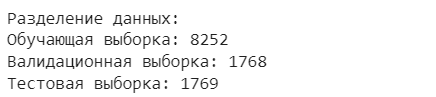 Разделение данных:
Обучающая выборка: 8252
Валидационная выборка: 1768
Тестовая выборка: 1769